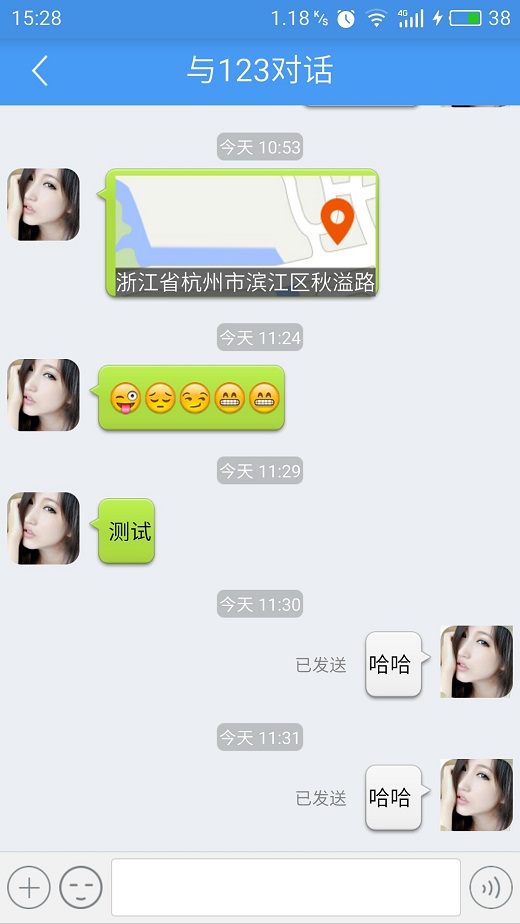 15:28 1.18 K/s 4G 38
与123对话
今天 10:53
浙江省杭州市滨江区秋溢路
今天 11:24
今天 11:29
测试
今天 11:30
已发送 哈哈
今天 11:31
已发送 哈哈